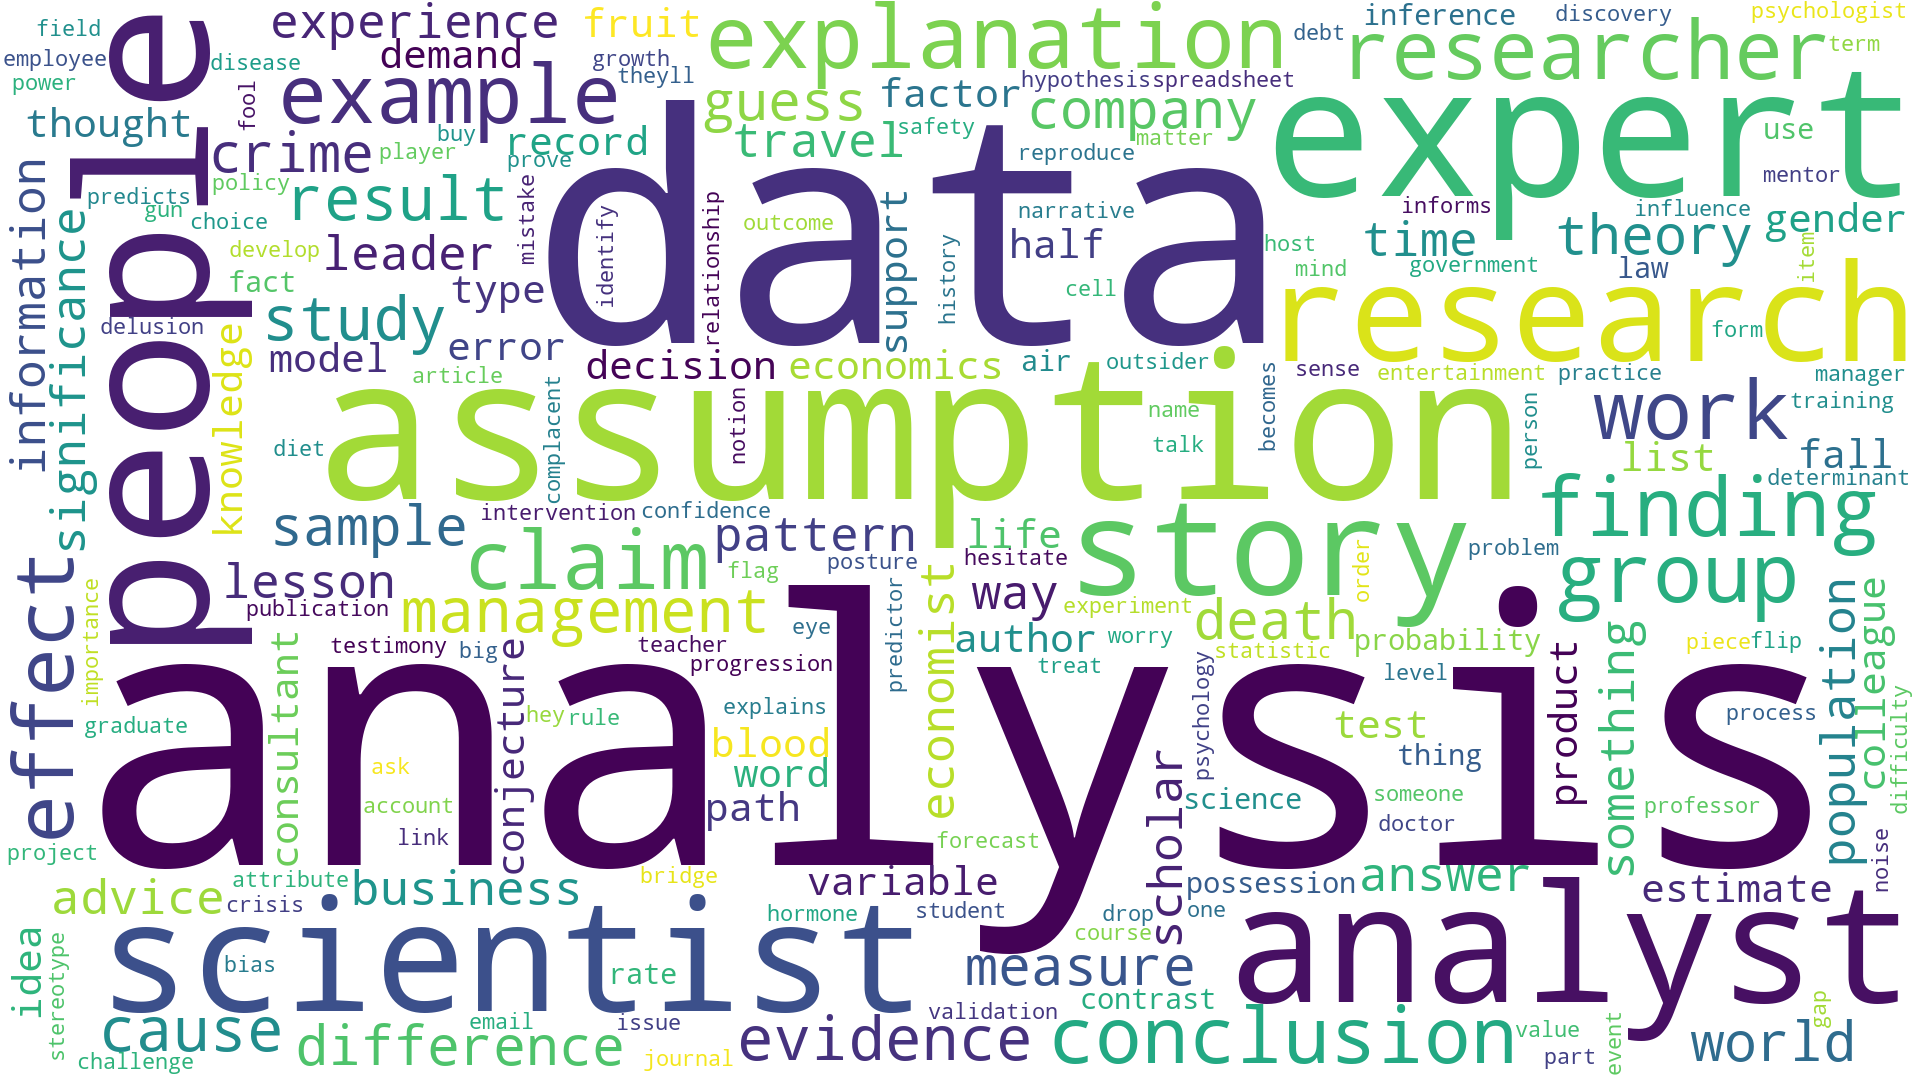 field
experience
fruit
explanation
debt
inference
discovery
psychologist
employee
demand
growth
researcher
term
power
disease
theyll
hypothesisspreadsheet
people
fool
example
guess
factor
company
expert
thought
crime
buy
record
travel
safety
matter
use
player
prove
reproduce
mentor
predicts
policy
result
mistake
data
narrative
informs
influence
gender
information
significance
gun
choice
relationship
outcome
support
half
time
theory
develop
leader
identify
history
host
mind
government
law
item
fact
type
cell
research
delusion
study
form
knowledge
model
error
decision
economics
air
outsider
sense
entertainment
practice
manager
article
assumption
work
training
diet
complacent
notion
name
talk
becomes
person
list
fall
determinant
sample
intervention
confidence
pattern
life
story
finding
effect
lesson
claim
flag
posture
hesitate
problem
order
group
importance
publication
management
predictor
economist
way
experiment
death
population
colleague
testimony
big
teacher
eye
author
worry
probability
something
piece
flip
consultant
conjecture
progression
treat
statistic
product
analysis
level
psychology
graduate
hey
rule
explains
test
process
difficulty
ask
blood
word
scholar
thing
account
path
science
someone
professor
link
forecast
doctor
project
noise
advice
attribute
business
bridge
variable
possession
answer
estimate
crisis
scientist
hormone
student
drop
one
analyst
idea
stereotype
course
bias
rate
measure
cause
validation
contrast
gap
difference
email
issue
evidence
conclusion
value
event
world
challenge
journal
part